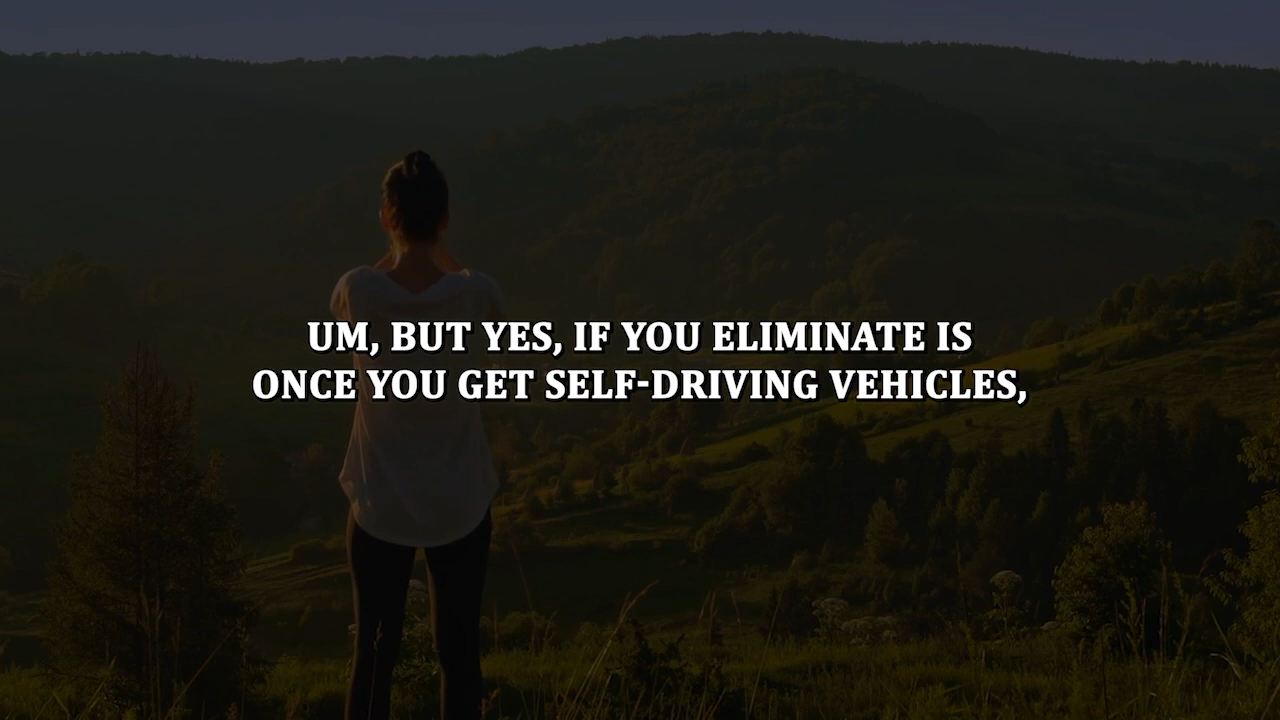 UM, BUT YES, IF YOU ELIMINATE IS
ONCE YOU GET SELF-DRIVING VEHICLES,